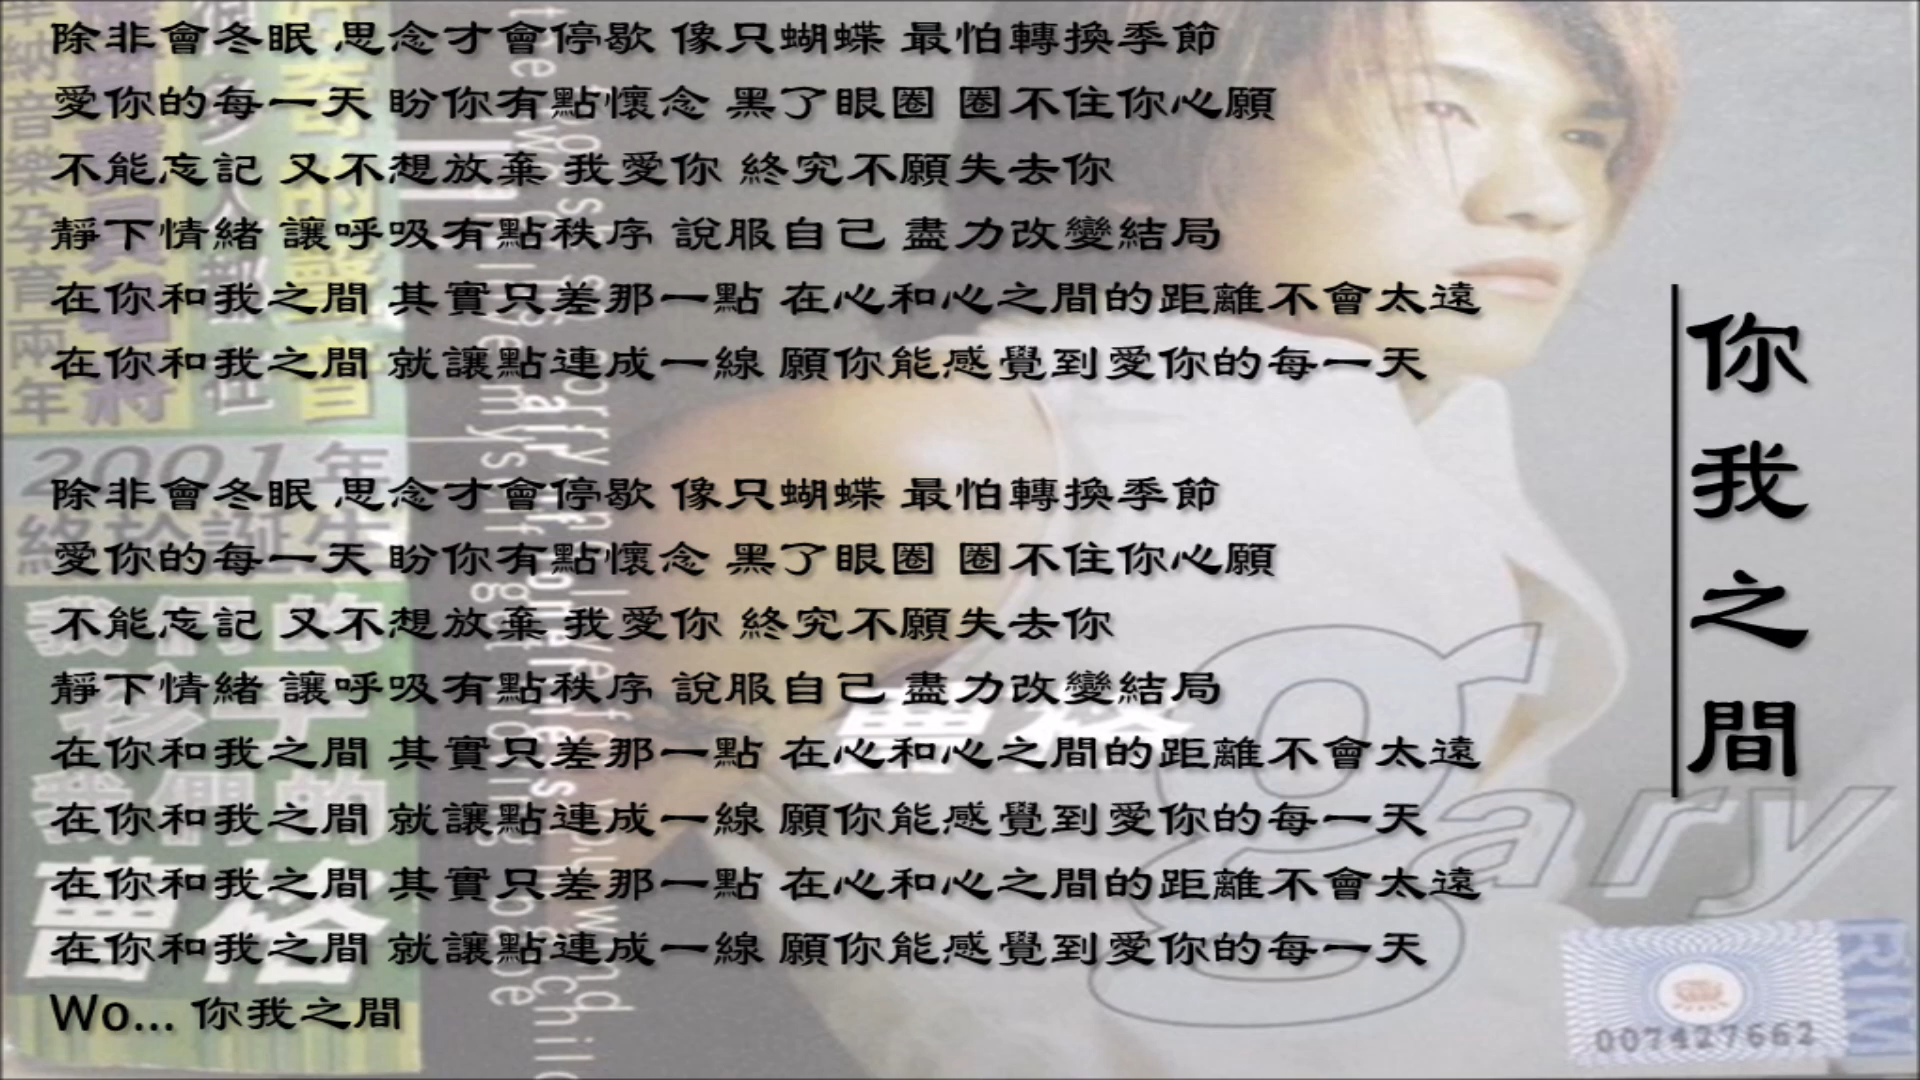 除非會冬眠 思念才會停歇 像只蝴蝶 最怕轉換季節
愛你的每一天 盼你有點懷念 黑了眼圈 圈不住你心願
不能忘記 又不想放棄 我愛你 終究不願失去你
靜下情緒 讓呼吸有點秩序 說服自己 盡力改變結局
在你和我之間 其實只差那一點 在心和心之間的距離不會太遠
在你和我之間 就讓點連成一線 願你能感覺到愛你的每一天
除非會冬眠 思念才會停歇 像只蝴蝶 最怕轉換季節
愛你的每一天 盼你有點懷念 黑了眼圈 圈不住你心願
不能忘記 又不想放棄 我愛你 終究不願失去你
靜下情緒 讓呼吸有點秩序 說服自己 盡力改變結局
在你和我之間 其實只差那一點 在心和心之間的距離不會太遠
在你和我之間 就讓點連成一線 願你能感覺到愛你的每一天
在你和我之間 其實只差那一點 在心和心之間的距離不會太遠
在你和我之間 就讓點連成一線 願你能感覺到愛你的每一天
Wo... 你我之間
你我之間
2001年
終於誕生
我們的
我們的
曹格
曹格
gary
RIM
007427662